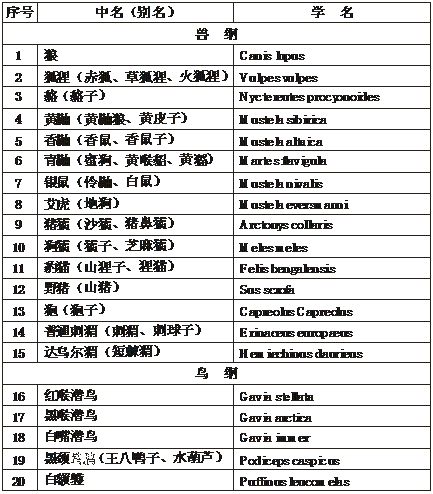 序号 中名（别名） 学 名
兽 纲
1 狼 Canis lupus
2 狐狸（赤狐、草狐狸、火狐狸） Vulpes vulpes
3 貉（貉子） Nyctereutes procyonoides
4 黄鼬（黄鼬狼、黄皮子） Mustela sibirica
5 香鼬（香鼠、香鼠子） Mustela altaica
6 青鼬（蜜狗、黄喉貂、黄猺） Martes flavigula
7 银鼠（伶鼬、白鼠） Mustela nivalis
8 艾虎（地狗） Mustela eversmanni
9 猪獾（沙獾、猪鼻獾） Arctonys collaris
10 狗獾（獾子、芝麻獾） Meles meles
11 豹猫（山狸子、狸猫） Felis bengalensis
12 野猪（山猪） Sus scrofa
13 狍（狍子） Capreolus Capreolus
14 普通刺猬（刺猬、刺球子） Erinaceus europaeus
15 达乌尔猬（短棘猬） Hemiechinus dauricus
鸟 纲
16 红喉潜鸟 Gavia stellata
17 黑喉潜鸟 Gavia arctica
18 白嘴潜鸟 Gavia immer
19 黑颈䴙䴘（王八鸭子、水葫芦） Podiceps caspicus
20 白额鹱 Puffinus leucomelas